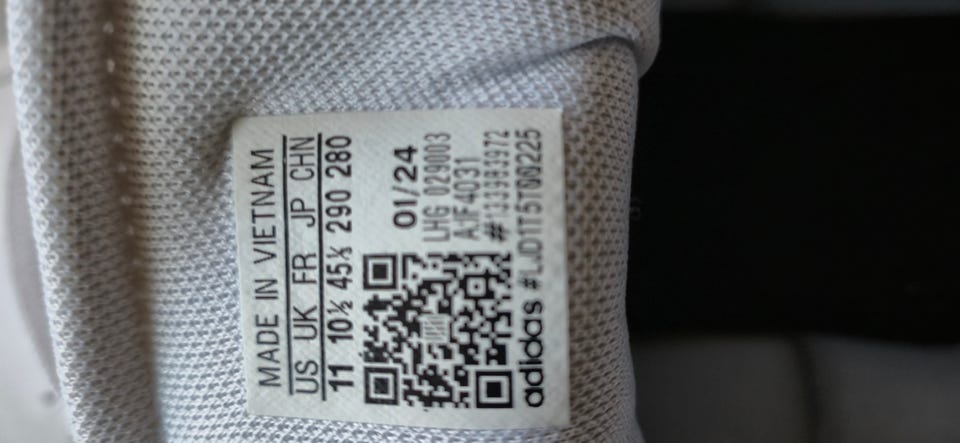 MADE IN VIETNAM
US UK FR JP CHN
11 10½ 45⅓ 290 280
01/24
LHG 029003
A1F4031
adidas